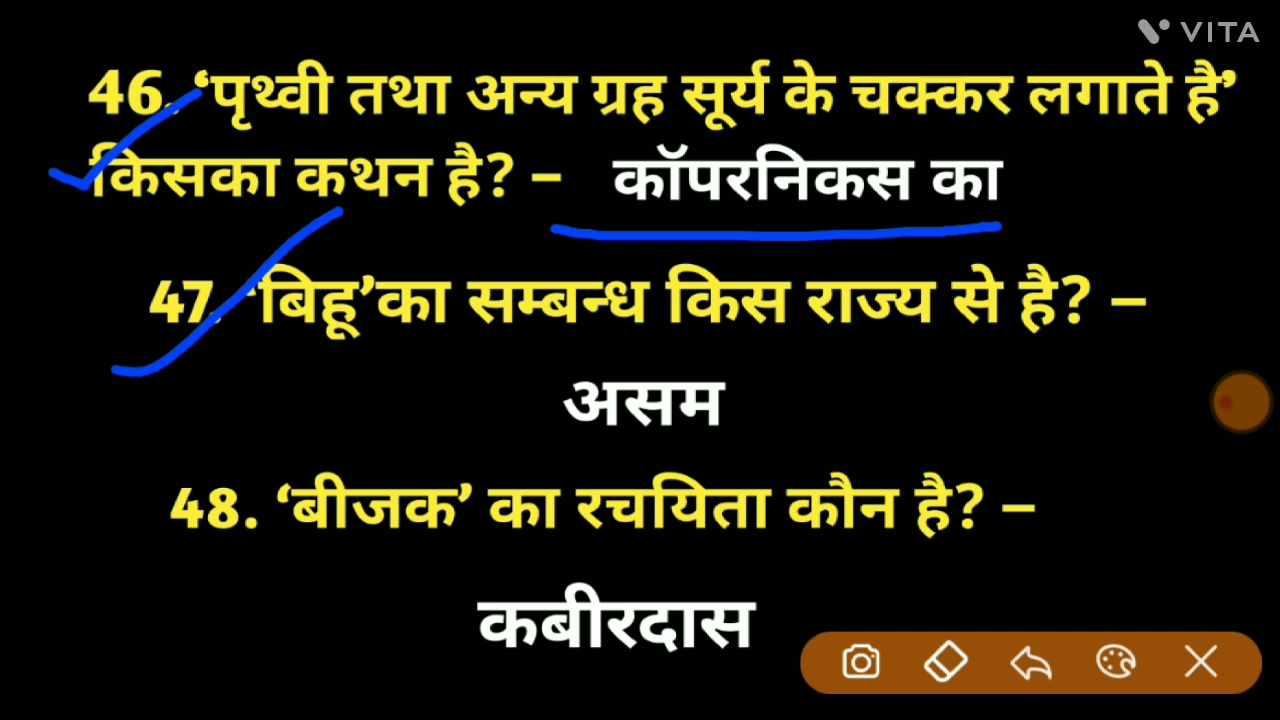 VITA
46. ‘पृथ्वी तथा अन्य ग्रह सूर्य के चक्कर लगाते है’
किसका कथन है? – कॉपरनिकस का
47. ‘बिहू’का सम्बन्ध किस राज्य से है? –
असम
48. ‘बीजक’ का रचयिता कौन है? –
कबीरदास